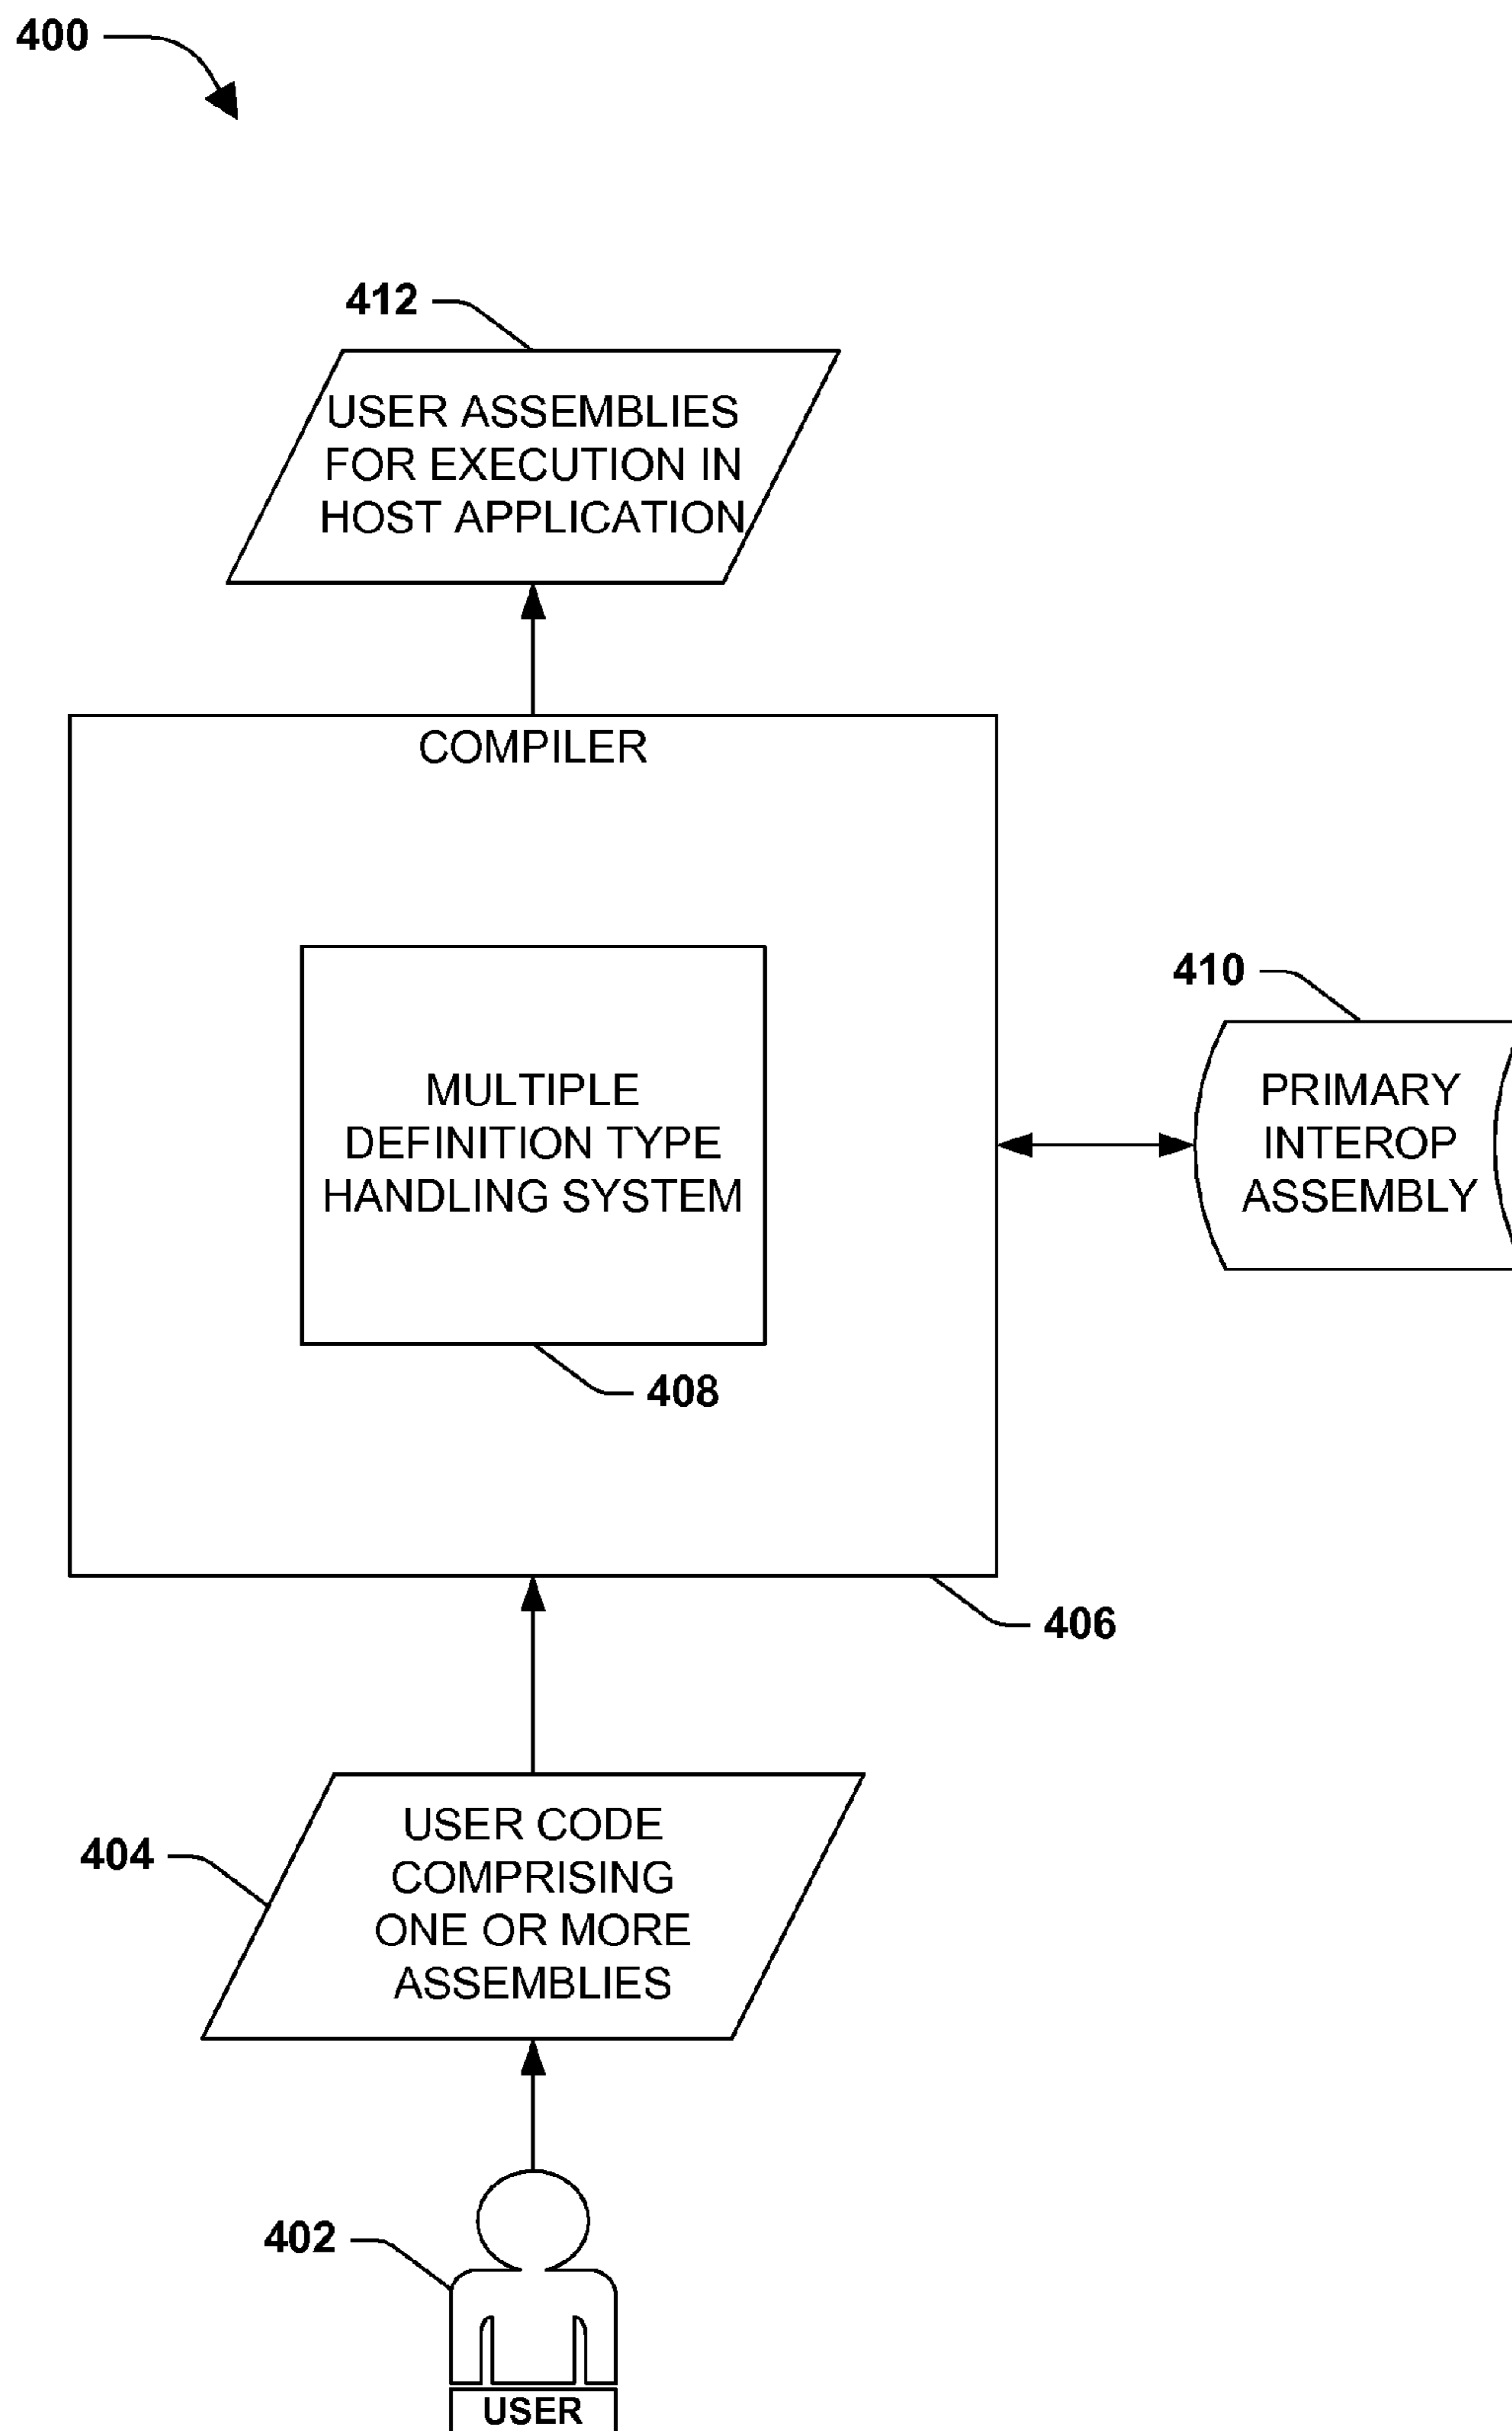 400
412
USER ASSEMBLIES
FOR EXECUTION IN
HOST APPLICATION
COMPILER
MULTIPLE
DEFINITION TYPE
HANDLING SYSTEM
408
410
PRIMARY
INTEROP
ASSEMBLY
406
404
USER CODE
COMPRISING
ONE OR MORE
ASSEMBLIES
402
USER